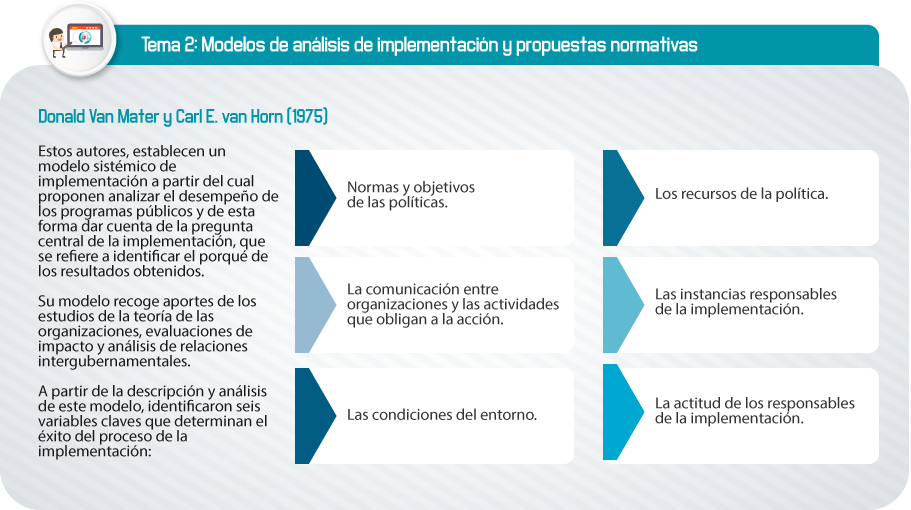 Tema 2: Modelos de análisis de implementación y propuestas normativas
Donald Van Mater y Carl E. van Horn (1975)
Estos autores, establecen un
modelo sistémico de
implementación a partir del cual
proponen analizar el desempeño de
los programas públicos y de esta
forma dar cuenta de la pregunta
central de la implementación, que
se refiere a identificar el porqué de
los resultados obtenidos.
Su modelo recoge aportes de los
estudios de la teoría de las
organizaciones, evaluaciones de
impacto y análisis de relaciones
intergubernamentales.
A partir de la descripción y análisis
de este modelo, identificaron seis
variables claves que determinan el
éxito del proceso de la
implementación:
Normas y objetivos
de las políticas.
Los recursos de la política.
La comunicación entre
organizaciones y las actividades
que obligan a la acción.
Las instancias responsables
de la implementación.
Las condiciones del entorno.
La actitud de los responsables
de la implementación.